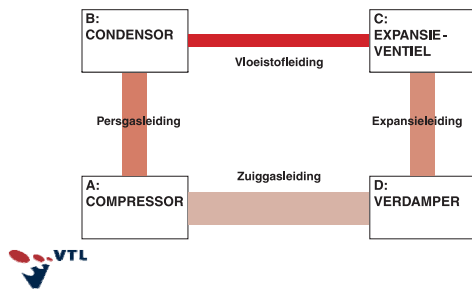 B:
CONDENSOR
C:
EXPANSIE-
VENTIEL
Vloeistofleiding
Persgasleiding
Expansieleiding
A:
COMPRESSOR
Zuiggasleiding
D:
VERDAMPER
VTL